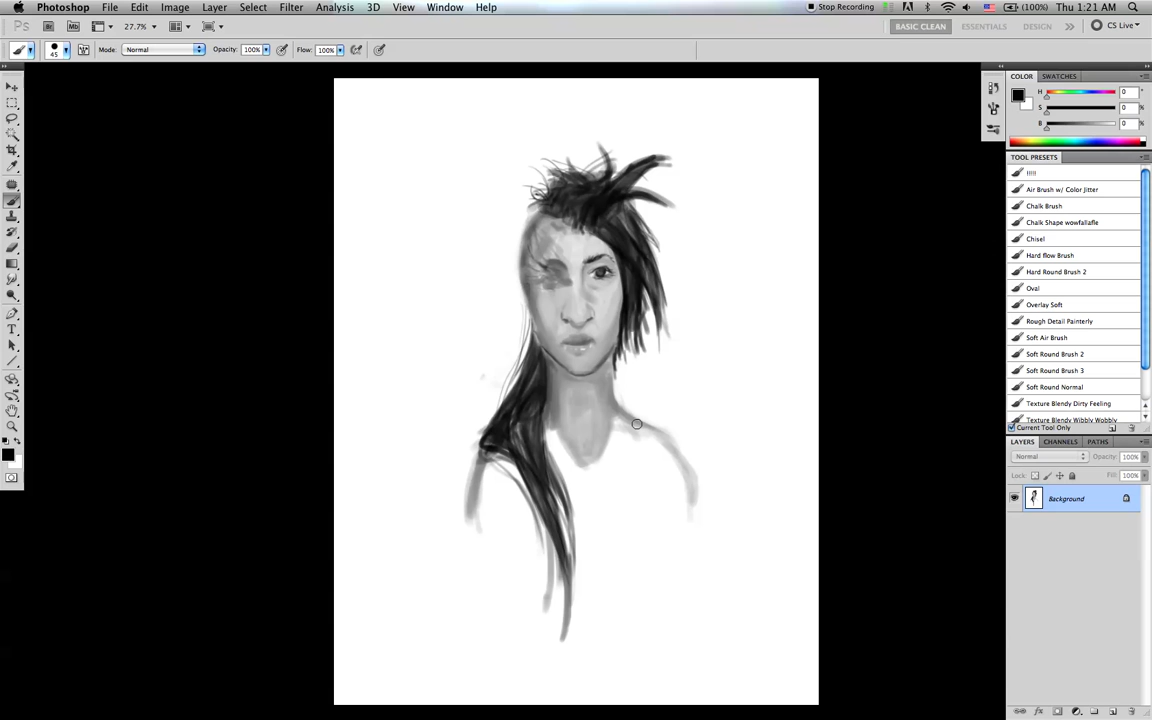 Photoshop File Edit Image Layer Select Filter Analysis 3D View Window Help Stop Recording (100%) Thu 1:21 AM
Ps Br Mb 27.7% BASIC CLEAN ESSENTIALS DESIGN CS Live
45 Mode: Normal Opacity: 100% Flow: 100%
COLOR SWATCHES
H 0 °
S 0 %
B 0 %
TOOL PRESETS
!!!!!
Air Brush w/ Color Jitter
Chalk Brush
Chalk Shape wowfallafle
Chisel
Hard flow Brush
Hard Round Brush 2
Oval
Overlay Soft
Rough Detail Painterly
Soft Air Brush
Soft Round Brush 2
Soft Round Brush 3
Soft Round Normal
Texture Blendy Dirty Feeling
Texture Blendy Wibbly Wobbly
Current Tool Only
LAYERS CHANNELS PATHS
Normal Opacity: 100%
Lock: Fill: 100%
Background